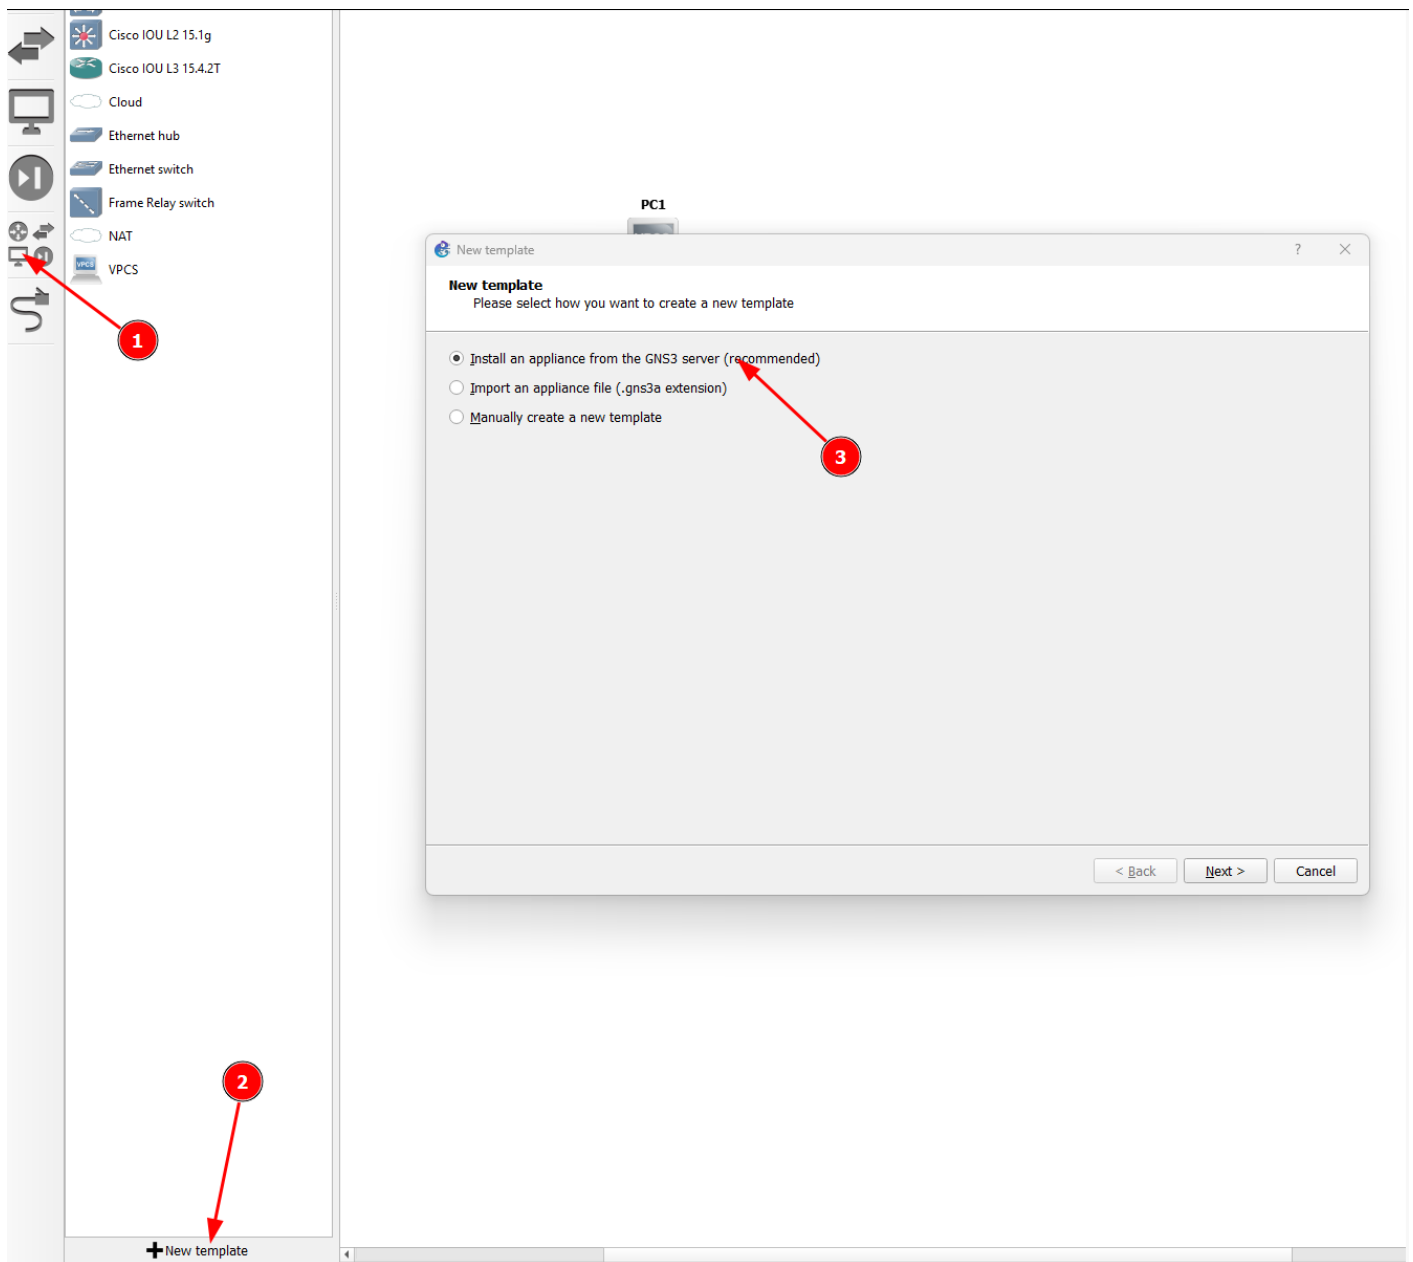 Cisco IOU L2 15.1g
Cisco IOU L3 15.4.2T
Cloud
Ethernet hub
Ethernet switch
Frame Relay switch
NAT
VPCS
VPCS
1
2
New template
PC1
New template
?
New template
Please select how you want to create a new template
Install an appliance from the GNS3 server (recommended)
Import an appliance file (.gns3a extension)
Manually create a new template
3
< Back
Next >
Cancel